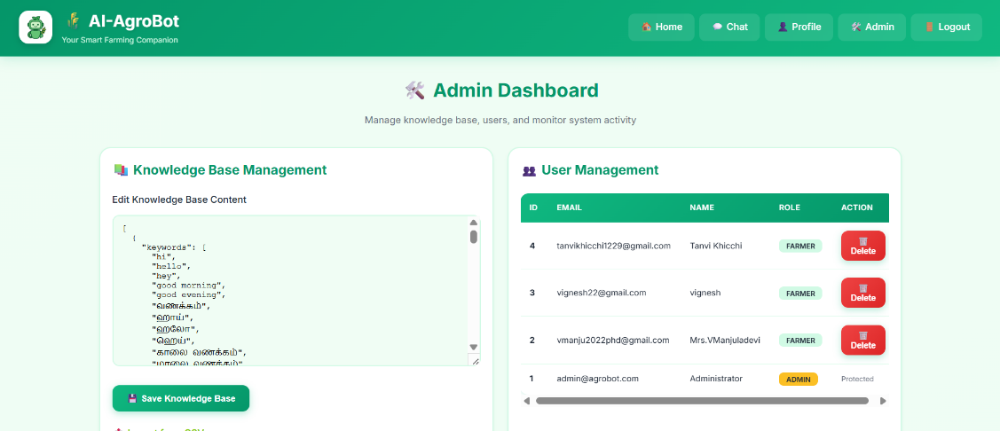 AI-AgroBot
Your Smart Farming Companion
Home
Chat
Profile
Admin
Logout
Admin Dashboard
Manage knowledge base, users, and monitor system activity
Knowledge Base Management
Edit Knowledge Base Content
[
{
"keywords": [
"hi",
"hello",
"hey",
"good morning",
"good evening",
"வணக்கம்",
"ஹாய்",
"ஹலோ",
"ஹெய்",
"காலை வணக்கம்",
"மாலை வணக்கம்",
Save Knowledge Base
User Management
ID EMAIL NAME ROLE ACTION
4 tanvikhicchi1229@gmail.com Tanvi Khicchi FARMER Delete
3 vignesh22@gmail.com vignesh FARMER Delete
2 vmanju2022phd@gmail.com Mrs.VManjuladevi FARMER Delete
1 admin@agrobot.com Administrator ADMIN Protected